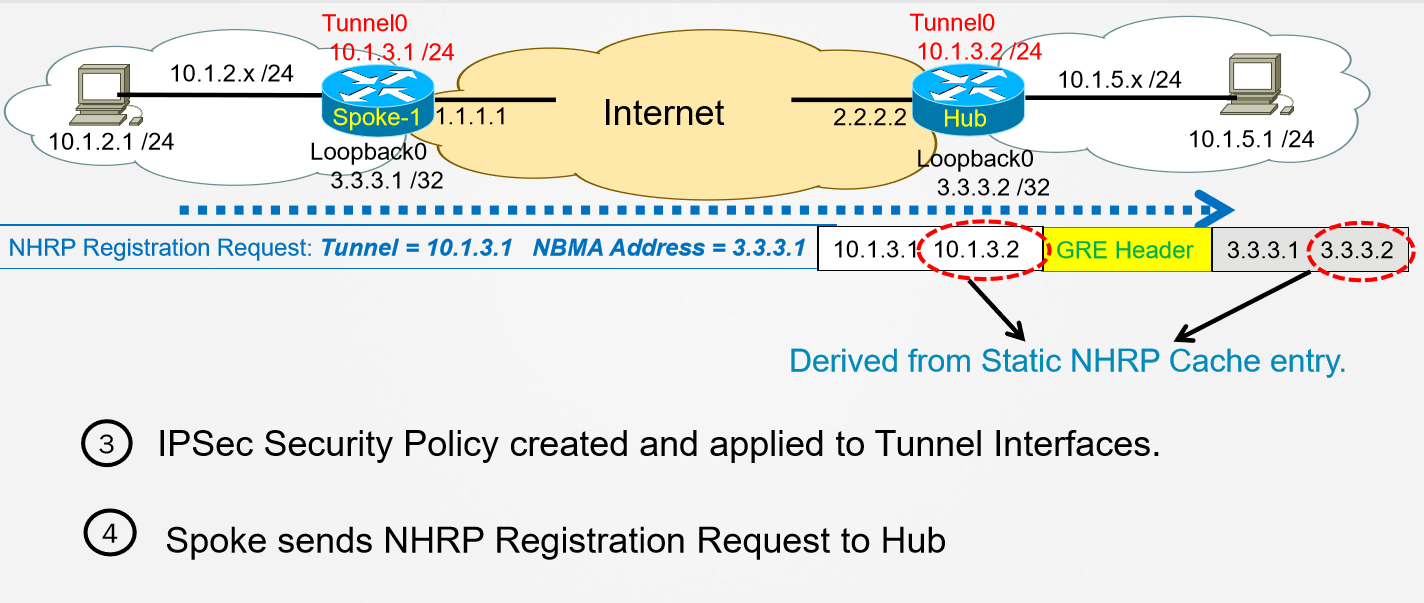 Tunnel0
10.1.3.1 /24
Tunnel0
10.1.3.2 /24
10.1.2.x /24
10.1.5.x /24
Spoke-1
1.1.1.1
Internet
2.2.2.2
Hub
10.1.2.1 /24
10.1.5.1 /24
Loopback0
3.3.3.1 /32
Loopback0
3.3.3.2 /32
NHRP Registration Request: Tunnel = 10.1.3.1 NBMA Address = 3.3.3.1
10.1.3.1 10.1.3.2
GRE Header
3.3.3.1 3.3.3.2
Derived from Static NHRP Cache entry.
3 IPSec Security Policy created and applied to Tunnel Interfaces.
4 Spoke sends NHRP Registration Request to Hub